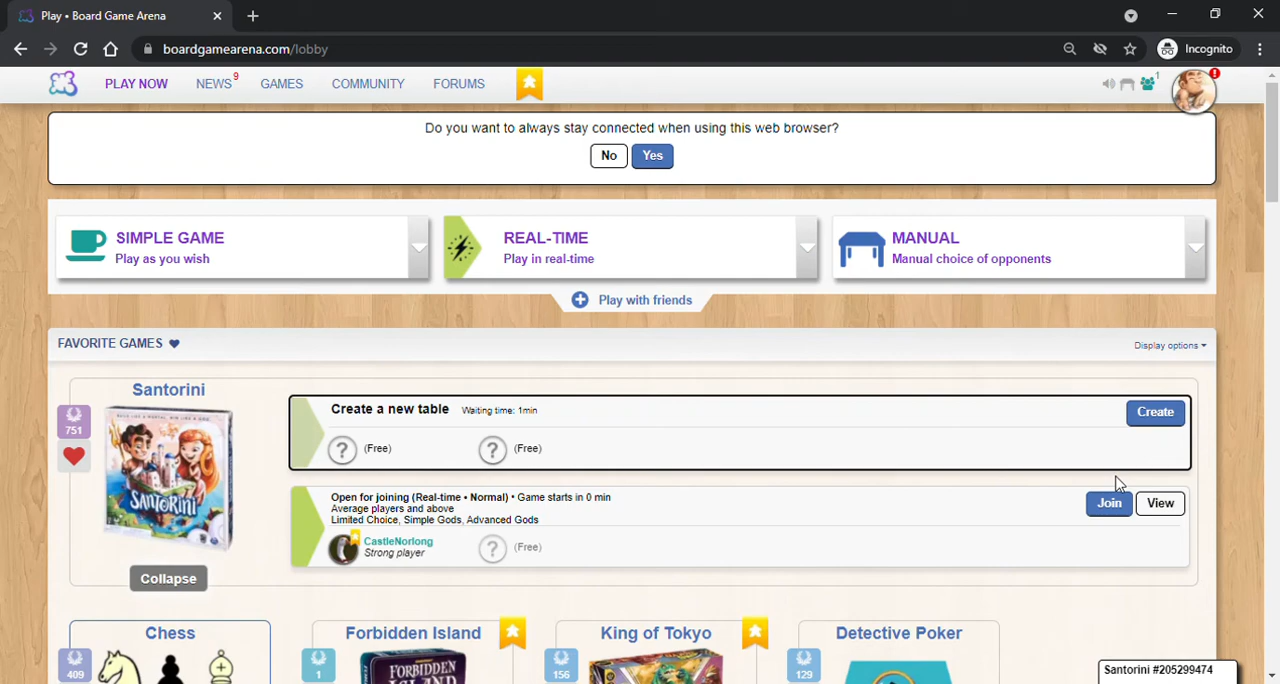 Play • Board Game Arena
boardgamearena.com/lobby
Incognito
PLAY NOW
NEWS 9
GAMES
COMMUNITY
FORUMS
1
!
Do you want to always stay connected when using this web browser?
No
Yes
SIMPLE GAME
Play as you wish
REAL-TIME
Play in real-time
MANUAL
Manual choice of opponents
Play with friends
FAVORITE GAMES
Display options
Santorini
751
SANTORINI
Collapse
Create a new table Waiting time: 1min
Create
? (Free)
? (Free)
Open for joining (Real-time • Normal) • Game starts in 0 min
Average players and above
Limited Choice, Simple Gods, Advanced Gods
Join
View
CastleNorlong
Strong player
? (Free)
Chess
409
Forbidden Island
1
FORBIDDEN
King of Tokyo
156
Detective Poker
129
Santorini #205299474